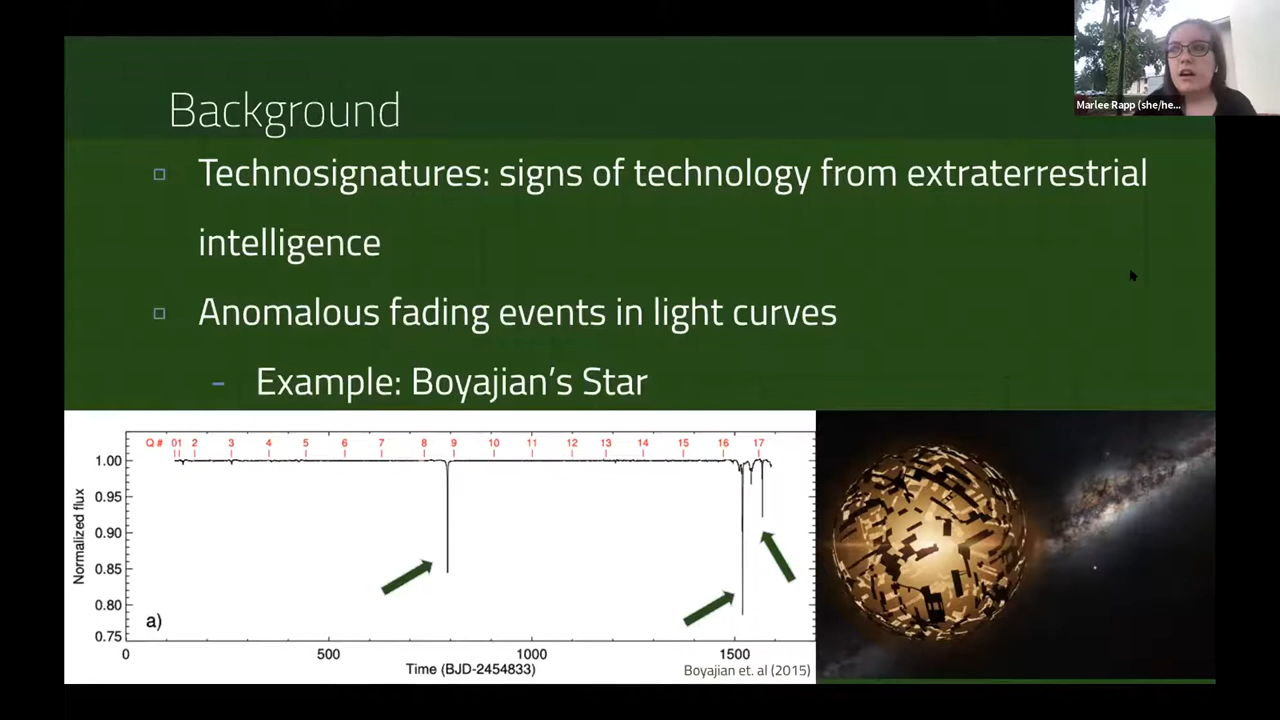 Marlee Rapp (she/he...
Background
Technosignatures: signs of technology from extraterrestrial
intelligence
Anomalous fading events in light curves
- Example: Boyajian's Star
Q # 01 2 3 4 5 6 7 8 9 10 11 12 13 14 15 16 17
1.00
0.95
0.90
0.85
0.80
0.75
Normalized flux
a)
0 500 1000 1500
Time (BJD-2454833)
Boyajian et. al (2015)